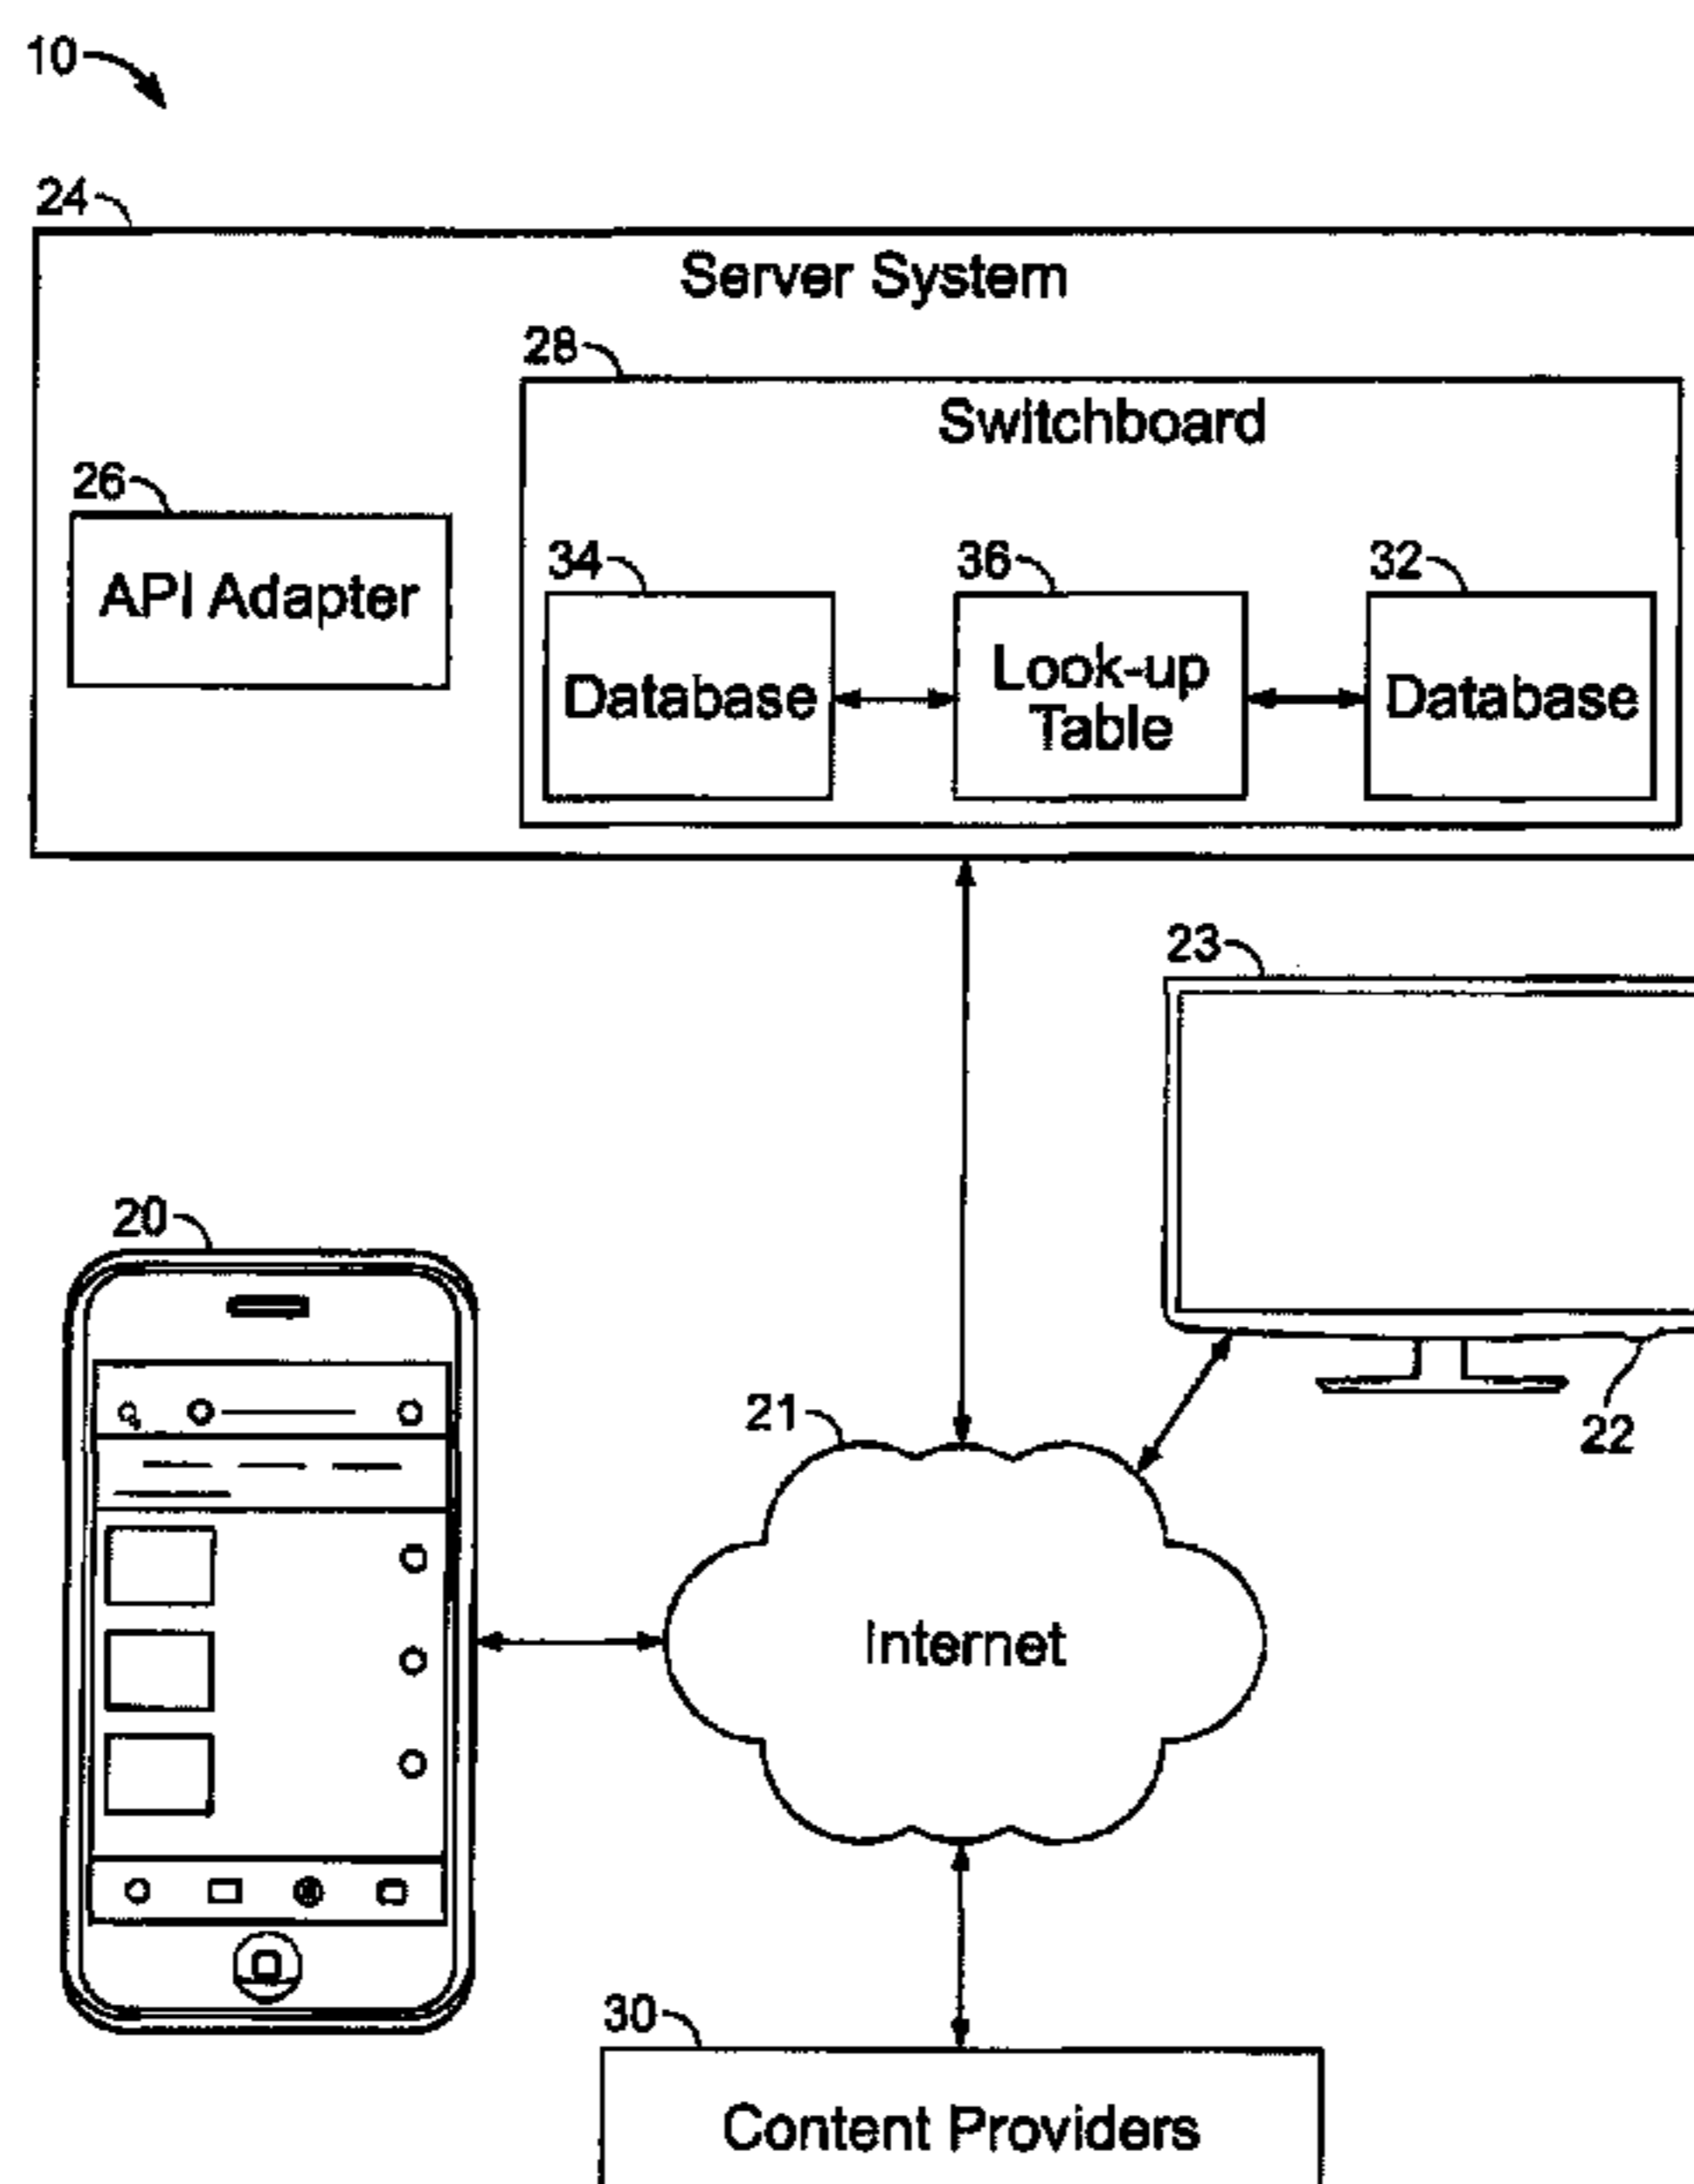 10
24
Server System
28
Switchboard
26
API Adapter
34
Database
36
Look-up
Table
32
Database
23
22
20
21
Internet
30
Content Providers